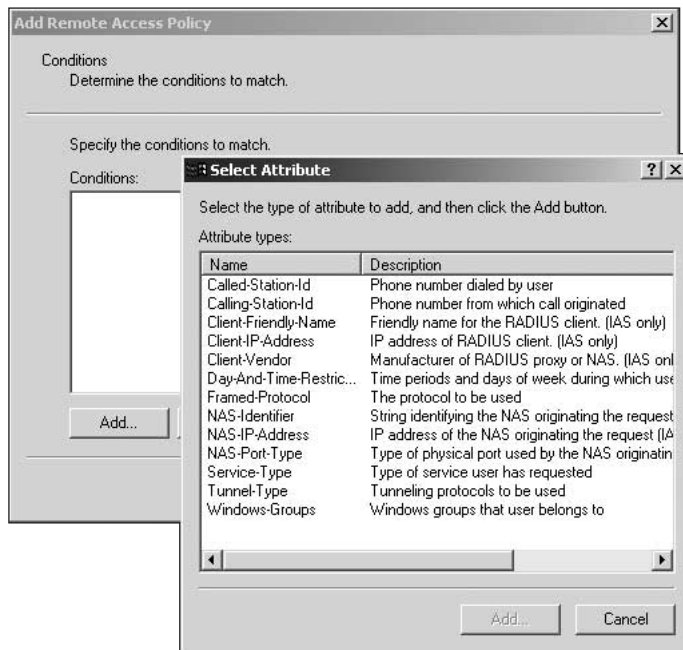 Add Remote Access Policy
Conditions
Determine the conditions to match.
Specify the conditions to match.
Conditions:
Add...
Select Attribute
Select the type of attribute to add, and then click the Add button.
Attribute types:
Name Description
Called-Station-Id Phone number dialed by user
Calling-Station-Id Phone number from which call originated
Client-Friendly-Name Friendly name for the RADIUS client. (IAS only)
Client-IP-Address IP address of RADIUS client. (IAS only)
Client-Vendor Manufacturer of RADIUS proxy or NAS. (IAS onl
Day-And-Time-Restric... Time periods and days of week during which use
Framed-Protocol The protocol to be used
NAS-Identifier String identifying the NAS originating the request
NAS-IP-Address IP address of the NAS originating the request (IA
NAS-Port-Type Type of physical port used by the NAS originatin
Service-Type Type of service user has requested
Tunnel-Type Tunneling protocols to be used
Windows-Groups Windows groups that user belongs to
Add... Cancel